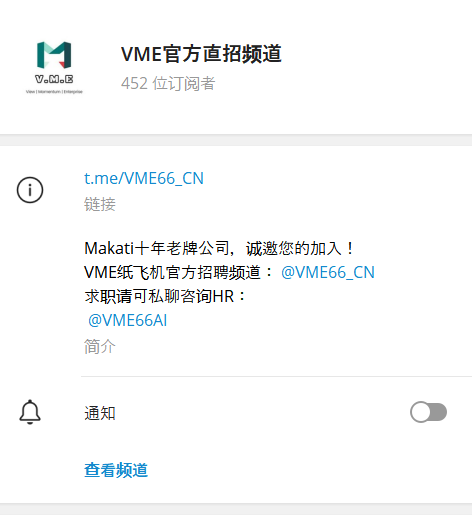 V.M.E
View | Momentum | Enterprise
VME官方直招频道
452 位订阅者
t.me/VME66_CN
链接
Makati十年老牌公司，诚邀您的加入！
VME纸飞机官方招聘频道： @VME66_CN
求职请可私聊咨询HR：
@VME66AI
简介
通知
查看频道